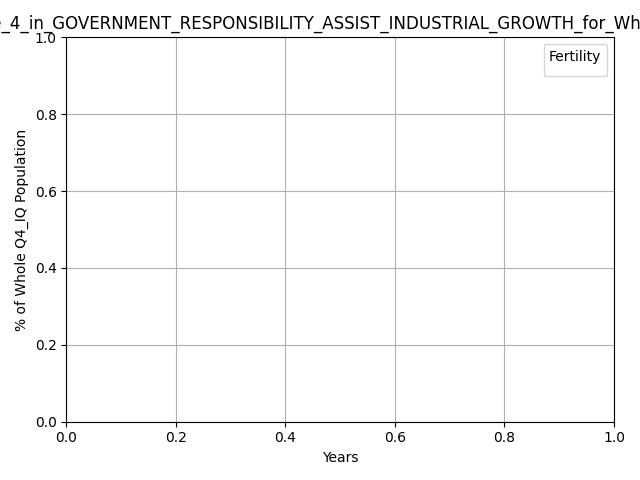 _4_in_GOVERNMENT_RESPONSIBILITY_ASSIST_INDUSTRIAL_GROWTH_for_Wh
Fertility
1.0
0.8
0.6
0.4
0.2
0.0
% of Whole Q4_IQ Population
0.0 0.2 0.4 0.6 0.8 1.0
Years